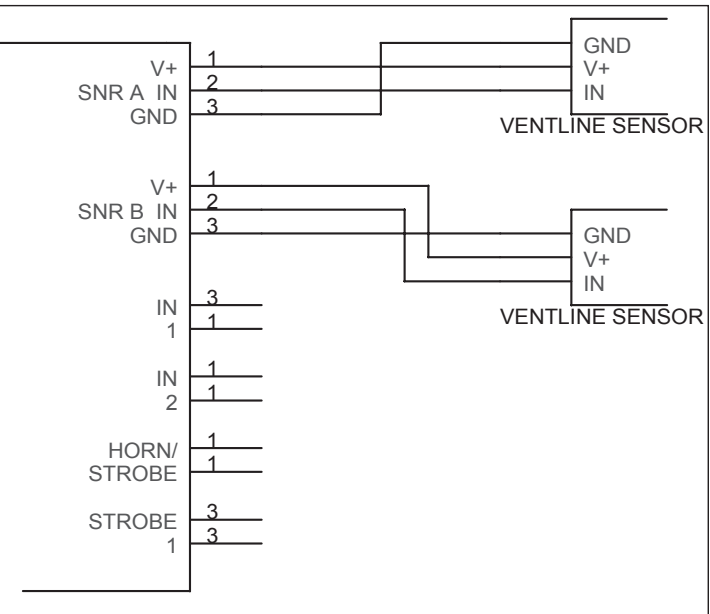 V+ 1
SNR A IN 2
GND 3
GND
V+
IN
VENTLINE SENSOR
V+ 1
SNR B IN 2
GND 3
GND
V+
IN
VENTLINE SENSOR
IN 3
1 1
IN 1
2 1
HORN/ 1
STROBE 1
STROBE 3
1 3